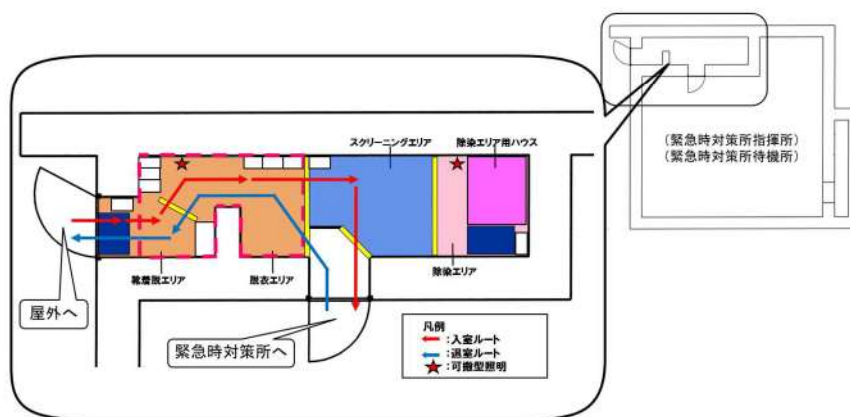 スクリーニングエリア
除染エリア用ハウス
(緊急時対策所指揮所)
(緊急時対策所待機所)
靴着脱エリア
脱衣エリア
除染エリア
屋外へ
緊急時対策所へ
凡例
:入室ルート
:退室ルート
:可搬型照明